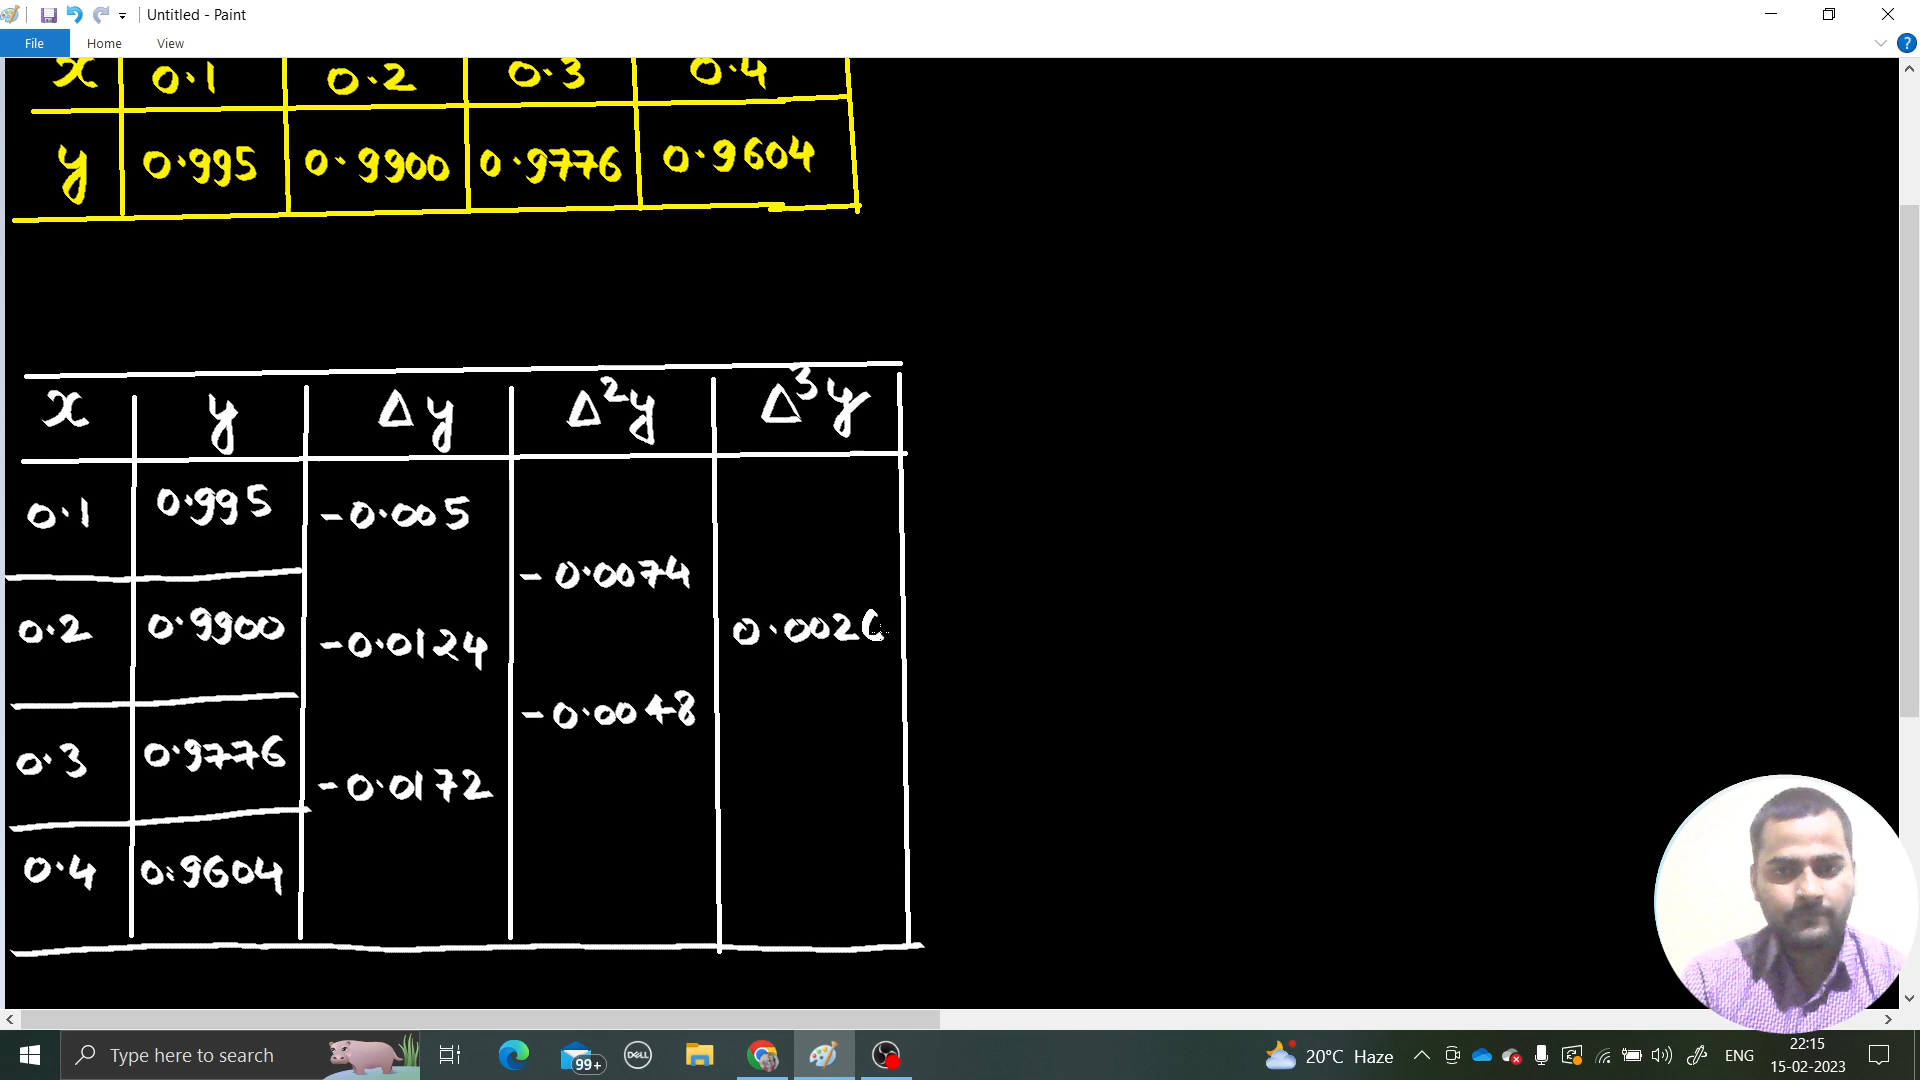 Untitled - Paint
File Home View
x 0.1 0.2 0.3 0.4
y 0.995 0.9900 0.9776 0.9604
x y Δy Δ²y Δ³y
0.1 0.995 -0.005
-0.0074
0.2 0.9900 -0.0124 0.0026
-0.0048
0.3 0.9776 -0.0172
0.4 0.9604
Type here to search
99+
DELL
20°C Haze
ENG
22:15
15-02-2023